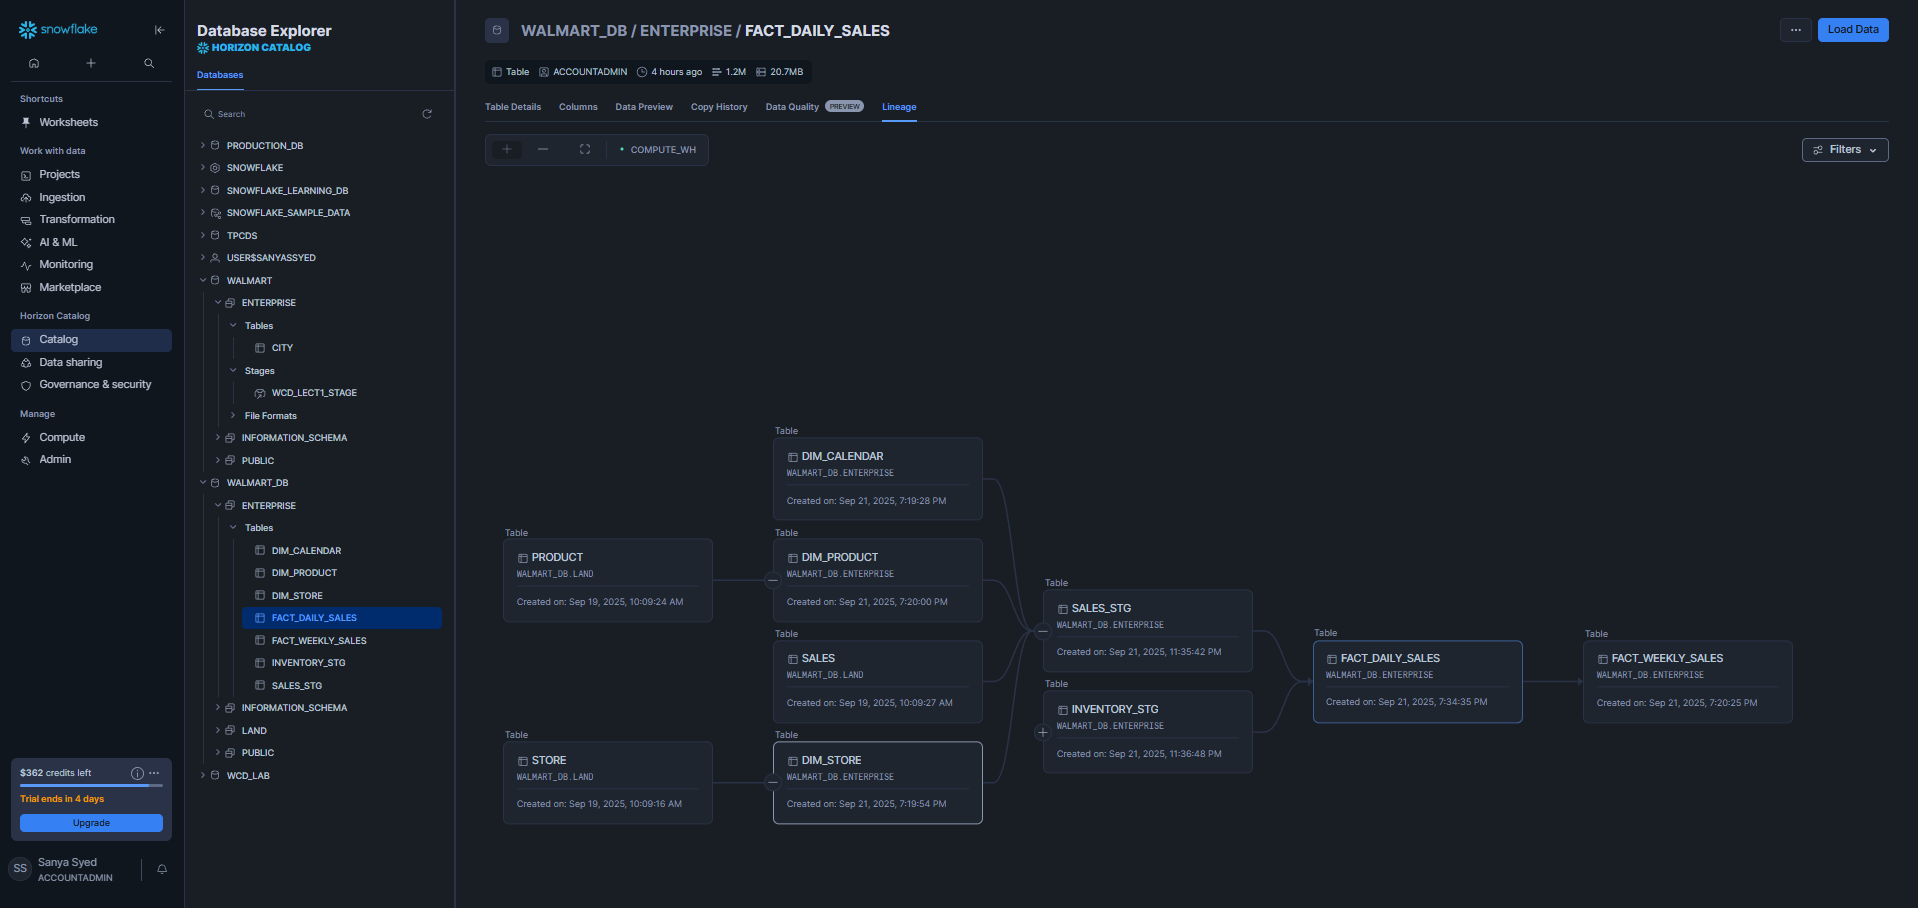 snowflake
Shortcuts
Worksheets
Work with data
Projects
Ingestion
Transformation
AI & ML
Monitoring
Marketplace
Horizon Catalog
Catalog
Data sharing
Governance & security
Manage
Compute
Admin
$362 credits left
Trial ends in 4 days
Upgrade
SS
Sanya Syed
ACCOUNTADMIN
Database Explorer
HORIZON CATALOG
Databases
Search
PRODUCTION_DB
SNOWFLAKE
SNOWFLAKE_LEARNING_DB
SNOWFLAKE_SAMPLE_DATA
TPCDS
USER$SANYASSYED
WALMART
ENTERPRISE
Tables
CITY
Stages
WCD_LECT1_STAGE
File Formats
INFORMATION_SCHEMA
PUBLIC
WALMART_DB
ENTERPRISE
Tables
DIM_CALENDAR
DIM_PRODUCT
DIM_STORE
FACT_DAILY_SALES
FACT_WEEKLY_SALES
INVENTORY_STG
SALES_STG
INFORMATION_SCHEMA
LAND
PUBLIC
WCD_LAB
WALMART_DB / ENTERPRISE / FACT_DAILY_SALES
Load Data
Table ACCOUNTADMIN 4 hours ago 1.2M 20.7MB
Table Details Columns Data Preview Copy History Data Quality PREVIEW Lineage
COMPUTE_WH
Filters
Table
PRODUCT
WALMART_DB.LAND
Created on: Sep 19, 2025, 10:09:24 AM
Table
STORE
WALMART_DB.LAND
Created on: Sep 19, 2025, 10:09:16 AM
Table
DIM_CALENDAR
WALMART_DB.ENTERPRISE
Created on: Sep 21, 2025, 7:19:28 PM
Table
DIM_PRODUCT
WALMART_DB.ENTERPRISE
Created on: Sep 21, 2025, 7:20:00 PM
Table
SALES
WALMART_DB.LAND
Created on: Sep 19, 2025, 10:09:27 AM
Table
DIM_STORE
WALMART_DB.ENTERPRISE
Created on: Sep 21, 2025, 7:19:54 PM
Table
SALES_STG
WALMART_DB.ENTERPRISE
Created on: Sep 21, 2025, 11:35:42 PM
Table
INVENTORY_STG
WALMART_DB.ENTERPRISE
Created on: Sep 21, 2025, 11:36:48 PM
Table
FACT_DAILY_SALES
WALMART_DB.ENTERPRISE
Created on: Sep 21, 2025, 7:34:35 PM
Table
FACT_WEEKLY_SALES
WALMART_DB.ENTERPRISE
Created on: Sep 21, 2025, 7:20:25 PM